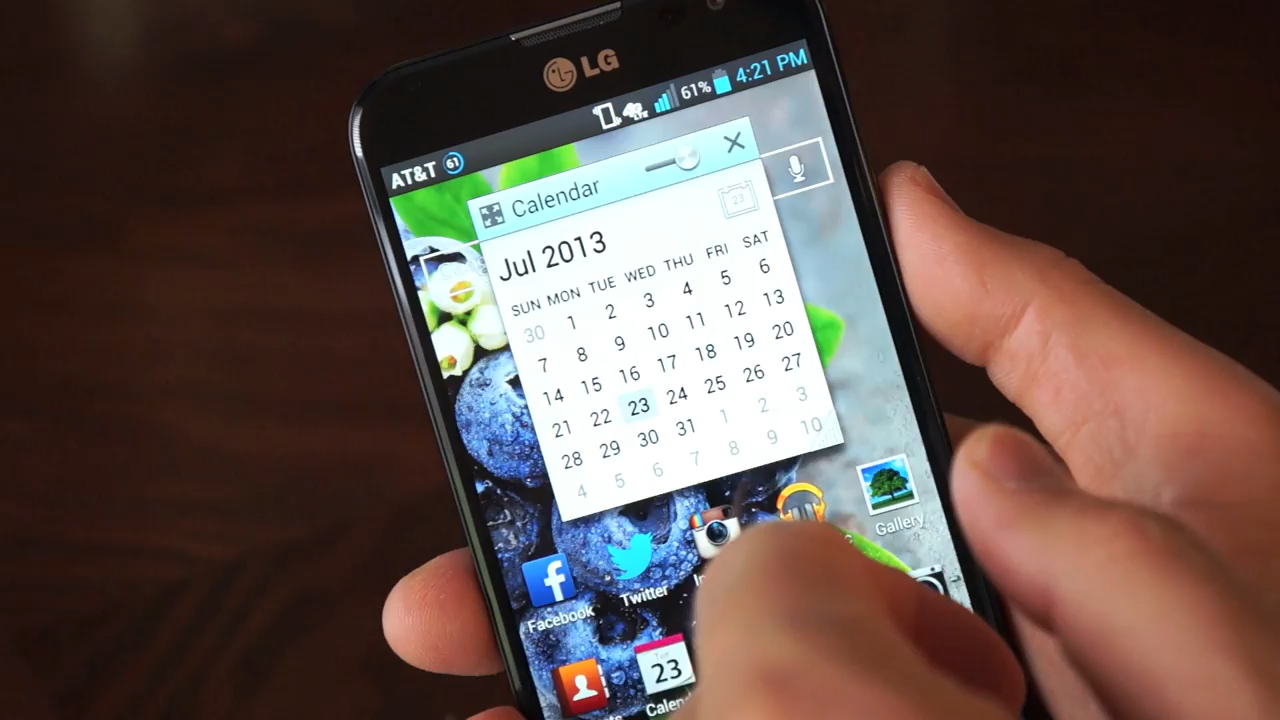 LG
AT&T 61 61% 4:21 PM
Calendar
23
Jul 2013
SUN MON TUE WED THU FRI SAT
30 1 2 3 4 5 6
7 8 9 10 11 12 13
14 15 16 17 18 19 20
21 22 23 24 25 26 27
28 29 30 31 1 2 3
4 5 6 7 8 9 10
Gallery
Facebook
Twitter
Tue
23